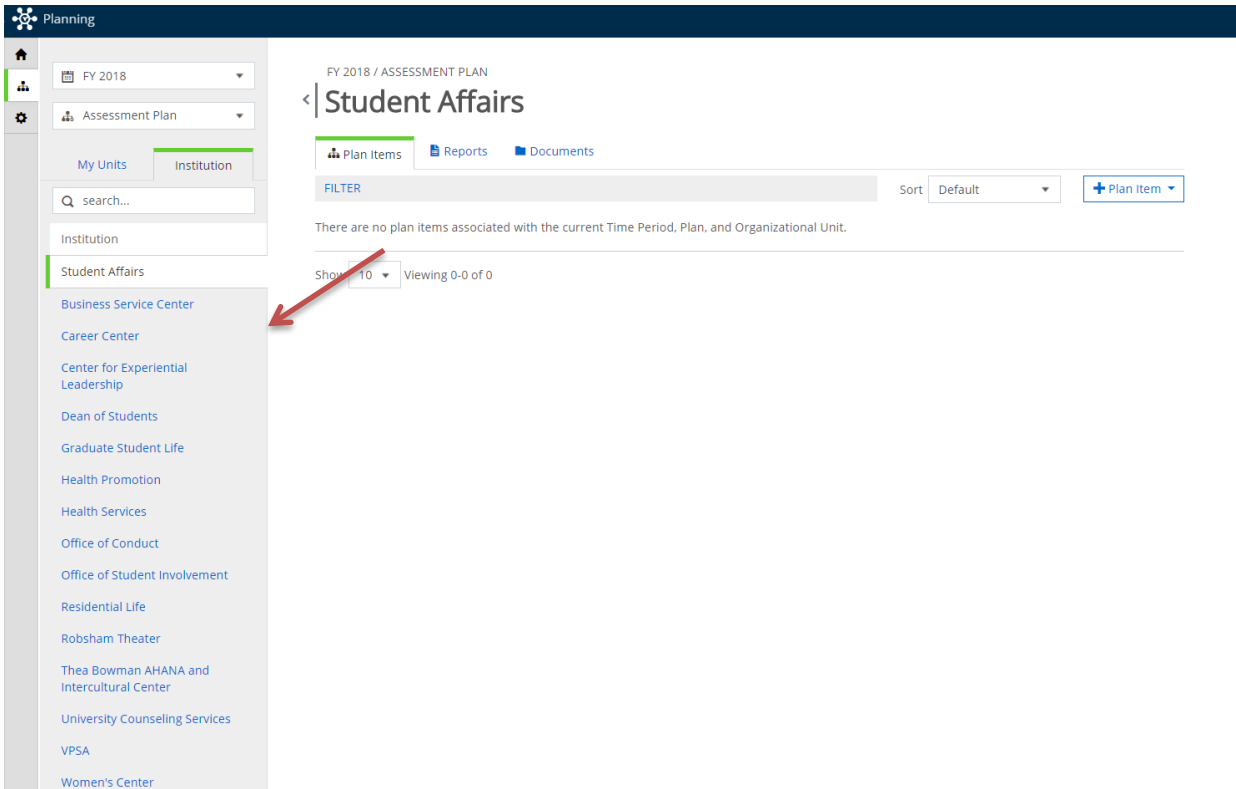 Planning
FY 2018
Assessment Plan
My Units
Institution
search...
Institution
Student Affairs
Business Service Center
Career Center
Center for Experiential
Leadership
Dean of Students
Graduate Student Life
Health Promotion
Health Services
Office of Conduct
Office of Student Involvement
Residential Life
Robsham Theater
Thea Bowman AHANA and
Intercultural Center
University Counseling Services
VPSA
Women's Center
FY 2018 / ASSESSMENT PLAN
Student Affairs
Plan Items
Reports
Documents
FILTER
Sort
Default
Plan Item
There are no plan items associated with the current Time Period, Plan, and Organizational Unit.
Show 10 Viewing 0-0 of 0